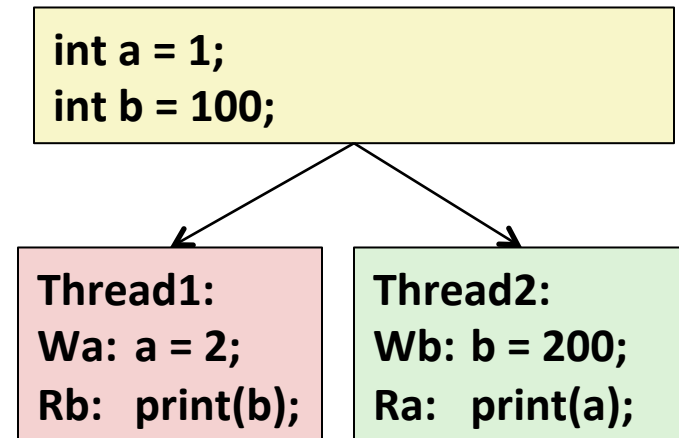 int a = 1;
int b = 100;
Thread1:
Wa: a = 2;
Rb: print(b);
Thread2:
Wb: b = 200;
Ra: print(a);